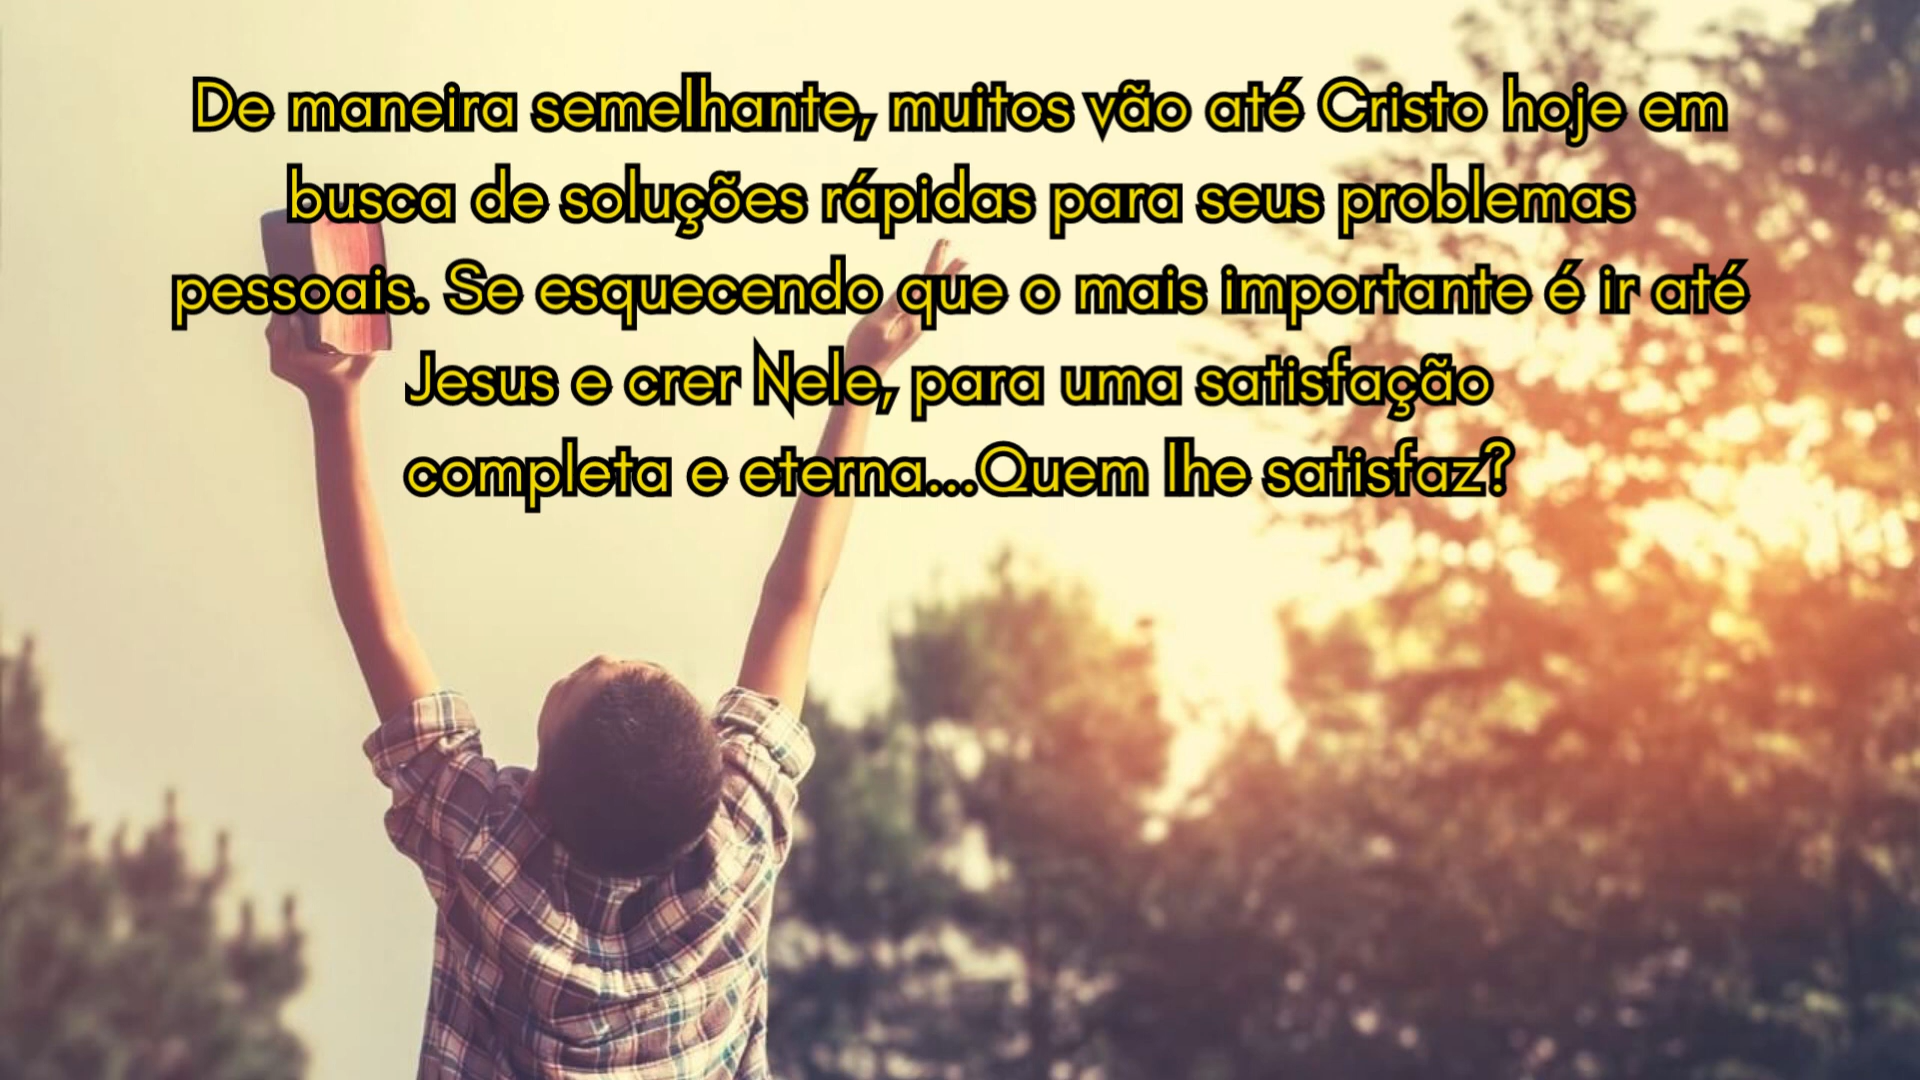 De maneira semelhante, muitos vão até Cristo hoje em
busca de soluções rápidas para seus problemas
pessoais. Se esquecendo que o mais importante é ir até
Jesus e crer Nele, para uma satisfação
completa e eterna...Quem lhe satisfaz?